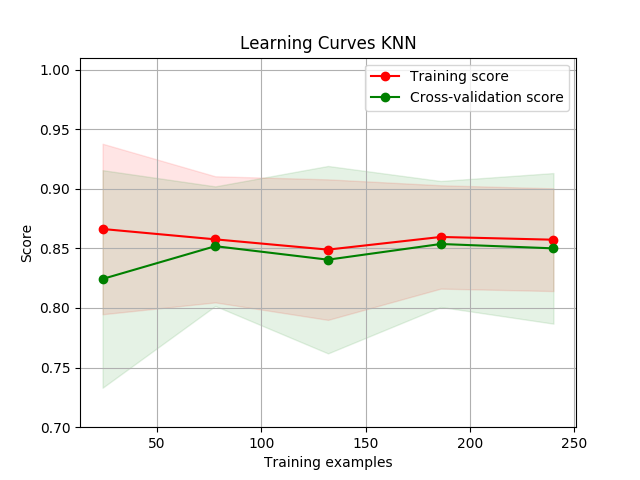 Learning Curves KNN
Training score
Cross-validation score
1.00
0.95
0.90
0.85
0.80
0.75
0.70
Score
50
100
150
200
250
Training examples